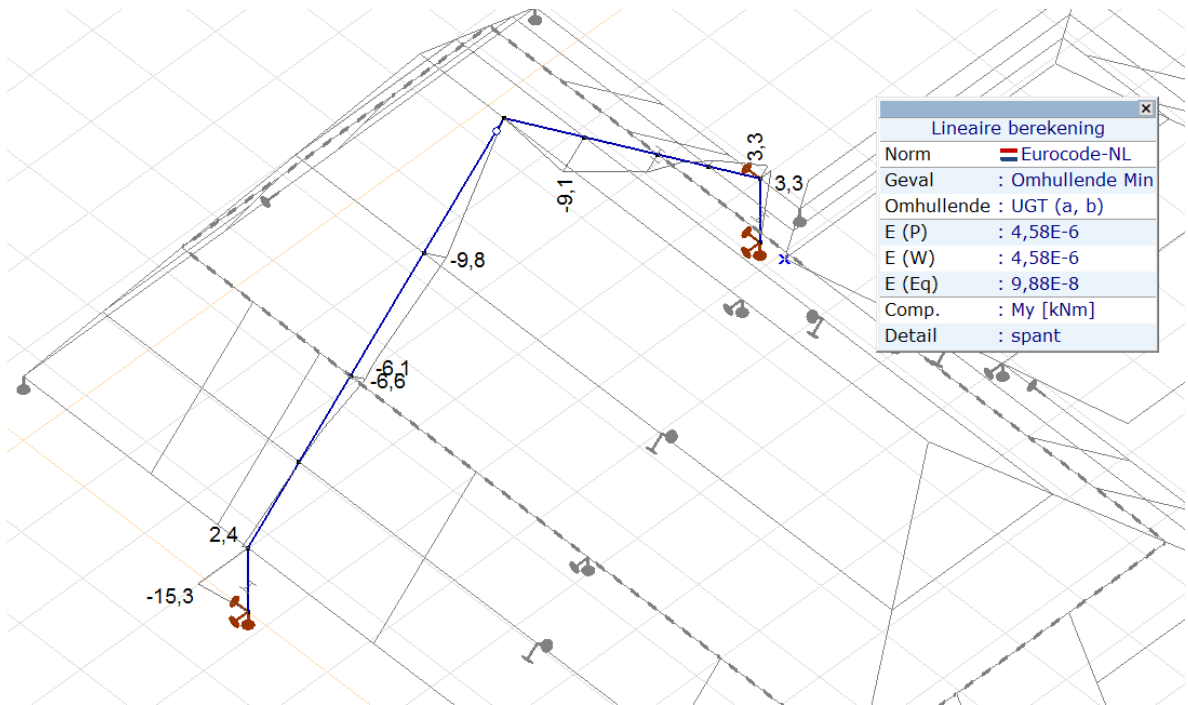 Lineaire berekening
Norm Eurocode-NL
Geval : Omhullende Min
Omhullende : UGT (a, b)
E (P) : 4,58E-6
E (W) : 4,58E-6
E (Eq) : 9,88E-8
Comp. : My [kNm]
Detail : spant
3,3
3,3
-9,1
-9,8
-6,1
-6,6
2,4
-15,3